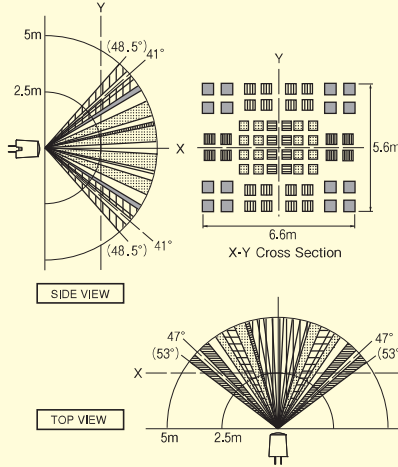 Y
5m
(48.5°)
41°
2.5m
X
(48.5°)
41°
SIDE VIEW
Y
X
5.6m
6.6m
X-Y Cross Section
47°
(53°)
47°
(53°)
X
TOP VIEW
5m
2.5m